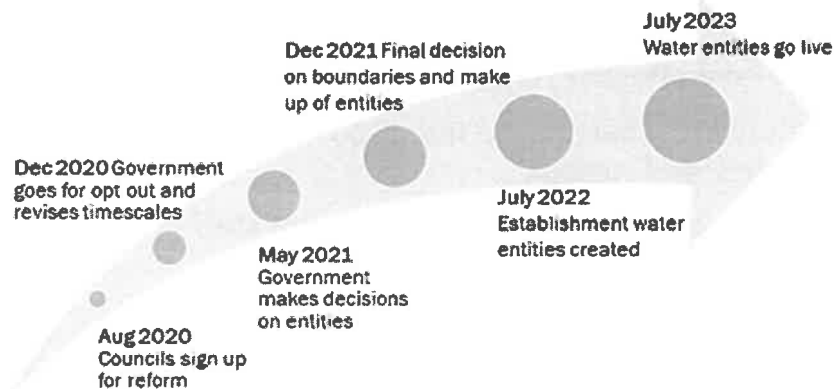 Aug 2020
Councils sign up
for reform
Dec 2020 Government
goes for opt out and
revises timescales
May 2021
Government
makes decisions
on entities
Dec 2021 Final decision
on boundaries and make
up of entities
July 2022
Establishment water
entities created
July 2023
Water entities go live